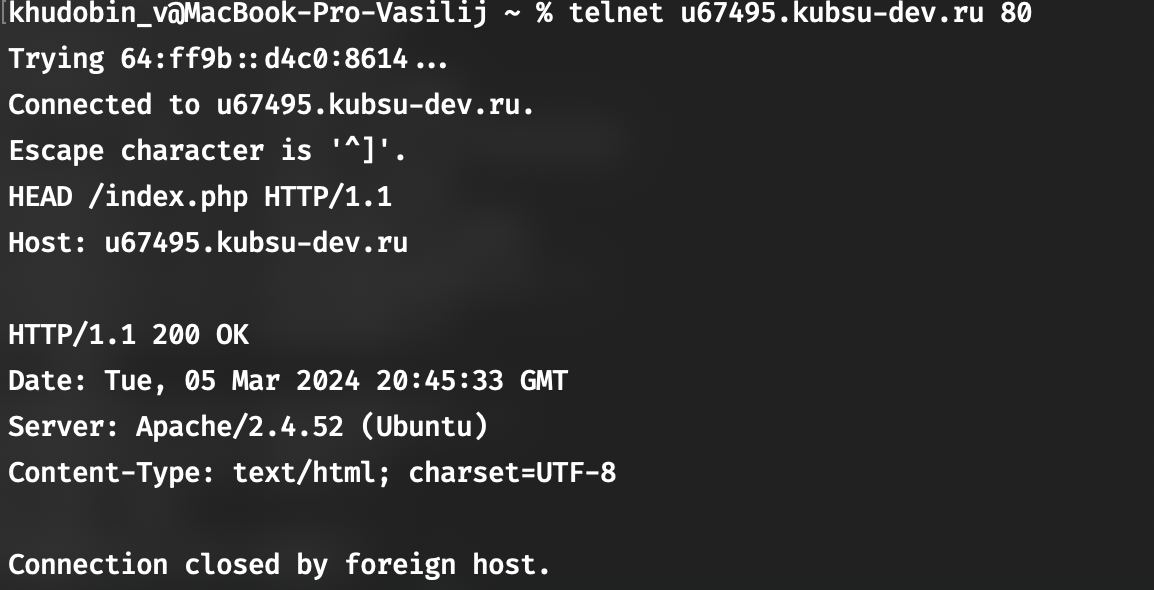 [khudobin_v@MacBook-Pro-Vasilij ~ % telnet u67495.kubsu-dev.ru 80
Trying 64:ff9b::d4c0:8614...
Connected to u67495.kubsu-dev.ru.
Escape character is '^]'.
HEAD /index.php HTTP/1.1
Host: u67495.kubsu-dev.ru
HTTP/1.1 200 OK
Date: Tue, 05 Mar 2024 20:45:33 GMT
Server: Apache/2.4.52 (Ubuntu)
Content-Type: text/html; charset=UTF-8
Connection closed by foreign host.